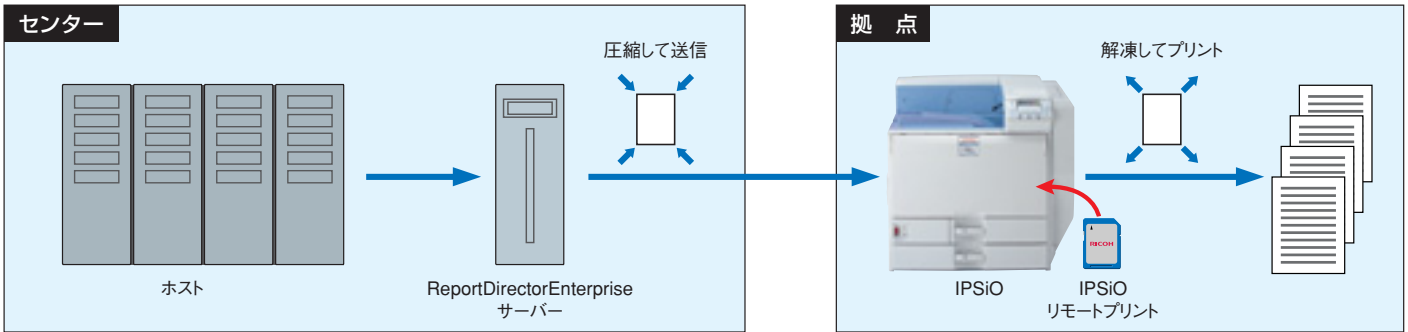 センター
圧縮して送信
ホスト
ReportDirectorEnterprise
サーバー
拠 点
解凍してプリント
RICOH
IPSiO
IPSiO
リモートプリント